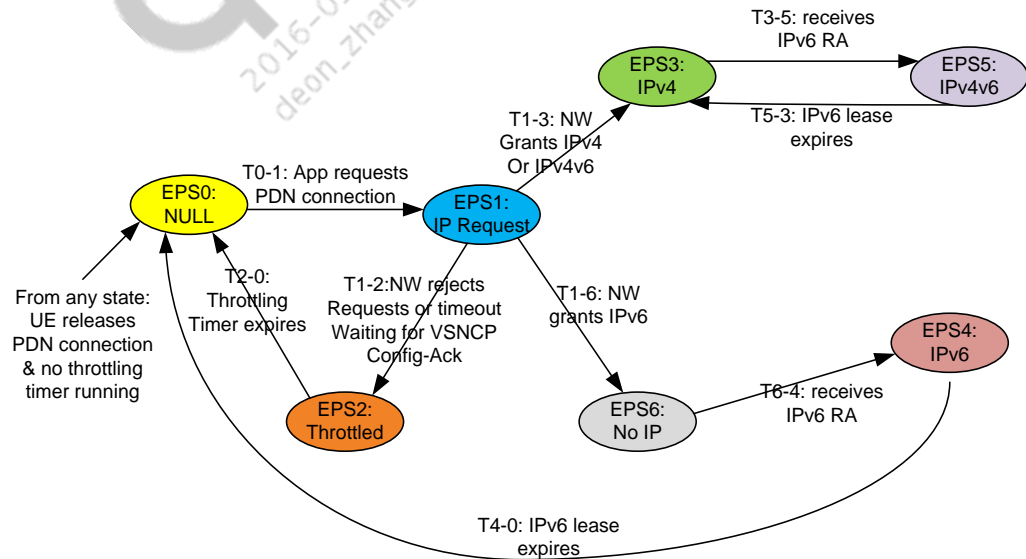 2016-0
deon_zhang
T3-5: receives
IPv6 RA
EPS3:
IPv4
EPS5:
IPv4v6
T5-3: IPv6 lease
expires
T1-3: NW
Grants IPv4
Or IPv4v6
T0-1: App requests
PDN connection
EPS0:
NULL
EPS1:
IP Request
From any state:
UE releases
PDN connection
& no throttling
timer running
T2-0:
Throttling
Timer expires
T1-2:NW rejects
Requests or timeout
Waiting for VSNCP
Config-Ack
T1-6: NW
grants IPv6
EPS4:
IPv6
EPS2:
Throttled
EPS6:
No IP
T6-4: receives
IPv6 RA
T4-0: IPv6 lease
expires